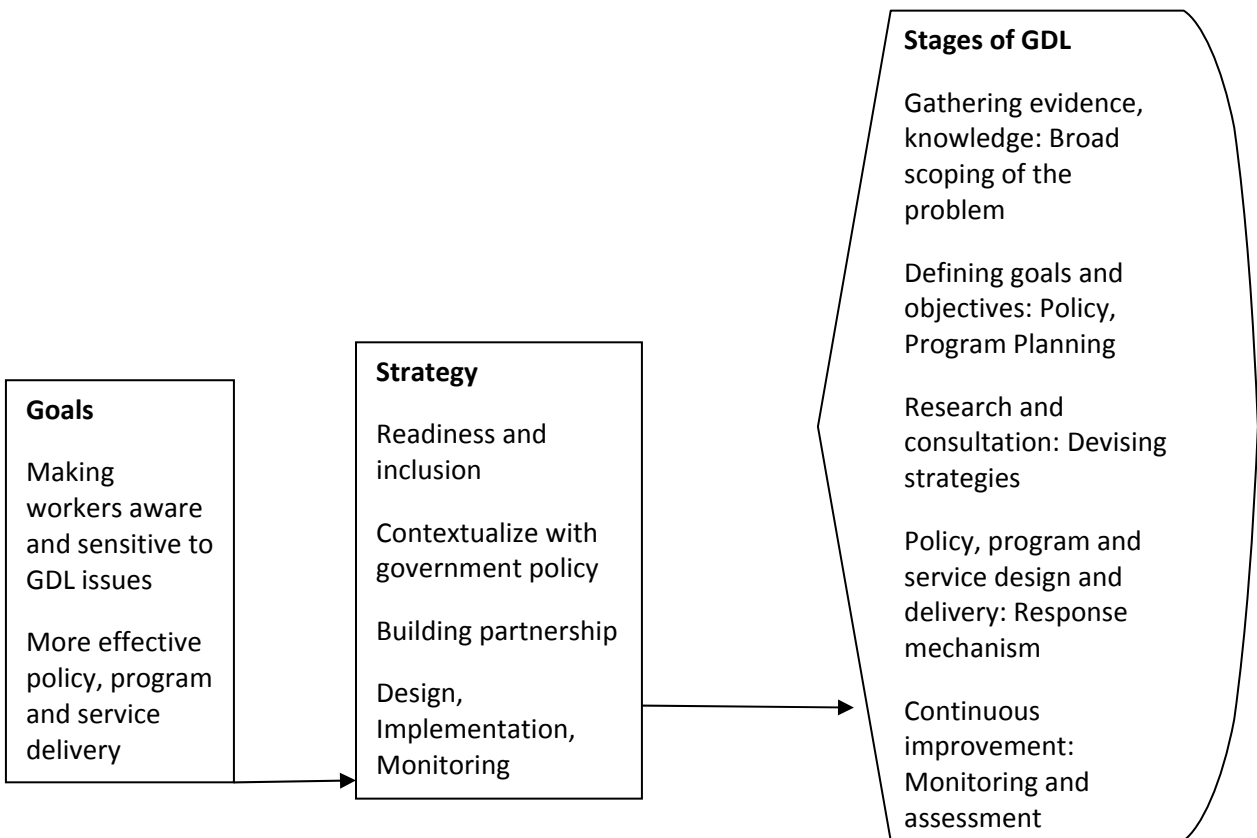 Goals
Making
workers aware
and sensitive to
GDL issues
More effective
policy, program
and service
delivery
Strategy
Readiness and
inclusion
Contextualize with
government policy
Building partnership
Design,
Implementation,
Monitoring
Stages of GDL
Gathering evidence,
knowledge: Broad
scoping of the
problem
Defining goals and
objectives: Policy,
Program Planning
Research and
consultation: Devising
strategies
Policy, program and
service design and
delivery: Response
mechanism
Continuous
improvement:
Monitoring and
assessment